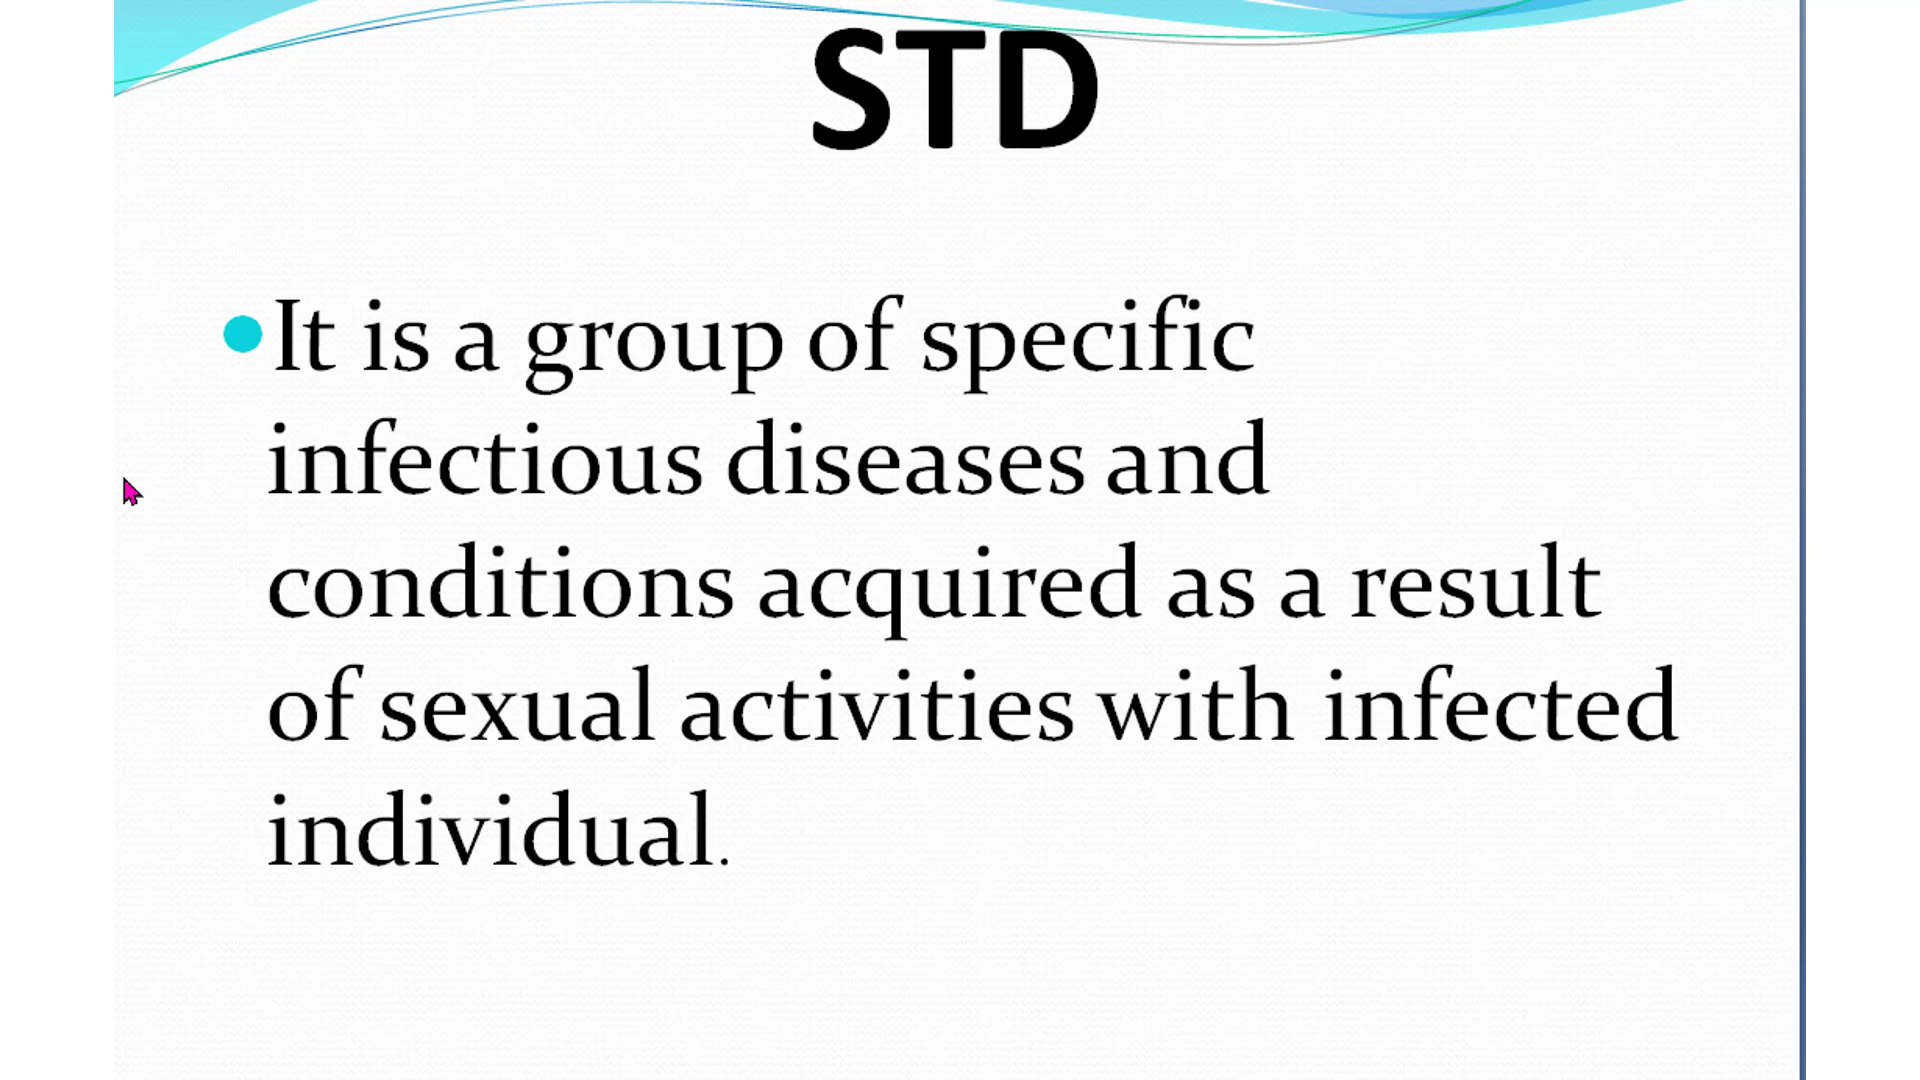 STD
It is a group of specific
infectious diseases and
conditions acquired as a result
of sexual activities with infected
individual.